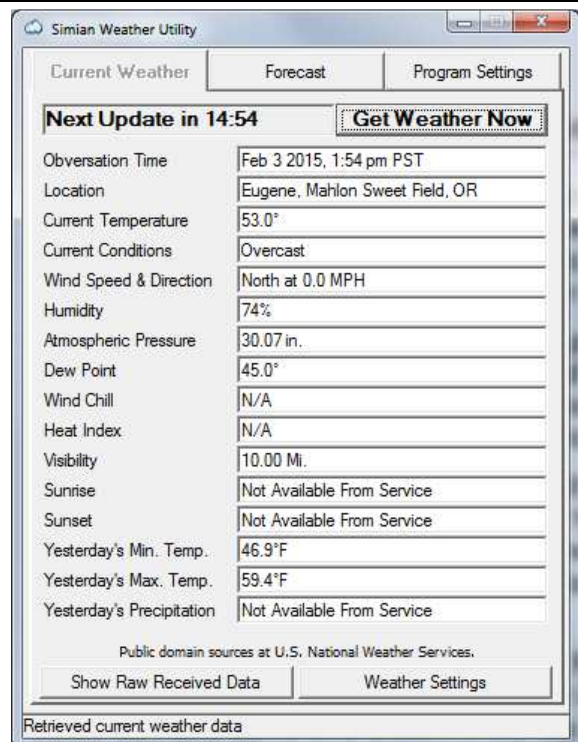 Simian Weather Utility
Current Weather Forecast Program Settings
Next Update in 14:54 Get Weather Now
Obversation Time Feb 3 2015, 1:54 pm PST
Location Eugene, Mahlon Sweet Field, OR
Current Temperature 53.0°
Current Conditions Overcast
Wind Speed & Direction North at 0.0 MPH
Humidity 74%
Atmospheric Pressure 30.07 in.
Dew Point 45.0°
Wind Chill N/A
Heat Index N/A
Visibility 10.00 Mi.
Sunrise Not Available From Service
Sunset Not Available From Service
Yesterday's Min. Temp. 46.9°F
Yesterday's Max. Temp. 59.4°F
Yesterday's Precipitation Not Available From Service
Public domain sources at U.S. National Weather Services.
Show Raw Received Data Weather Settings
Retrieved current weather data